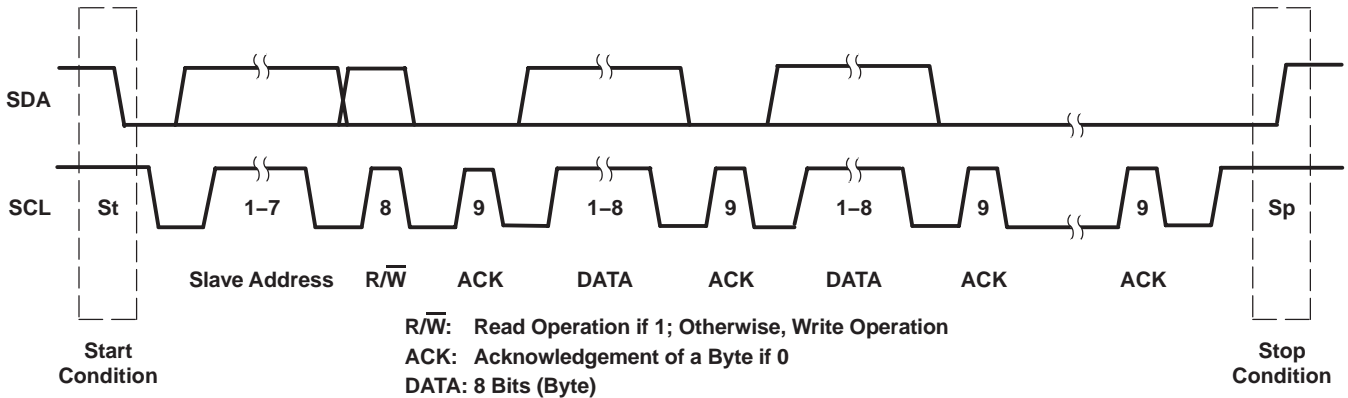 SDA
SCL St 1–7 8 9 1–8 9 1–8 9 9 Sp
Slave Address R/W̅ ACK DATA ACK DATA ACK ACK
R/W̅: Read Operation if 1; Otherwise, Write Operation
ACK: Acknowledgement of a Byte if 0
DATA: 8 Bits (Byte)
Start
Condition
Stop
Condition